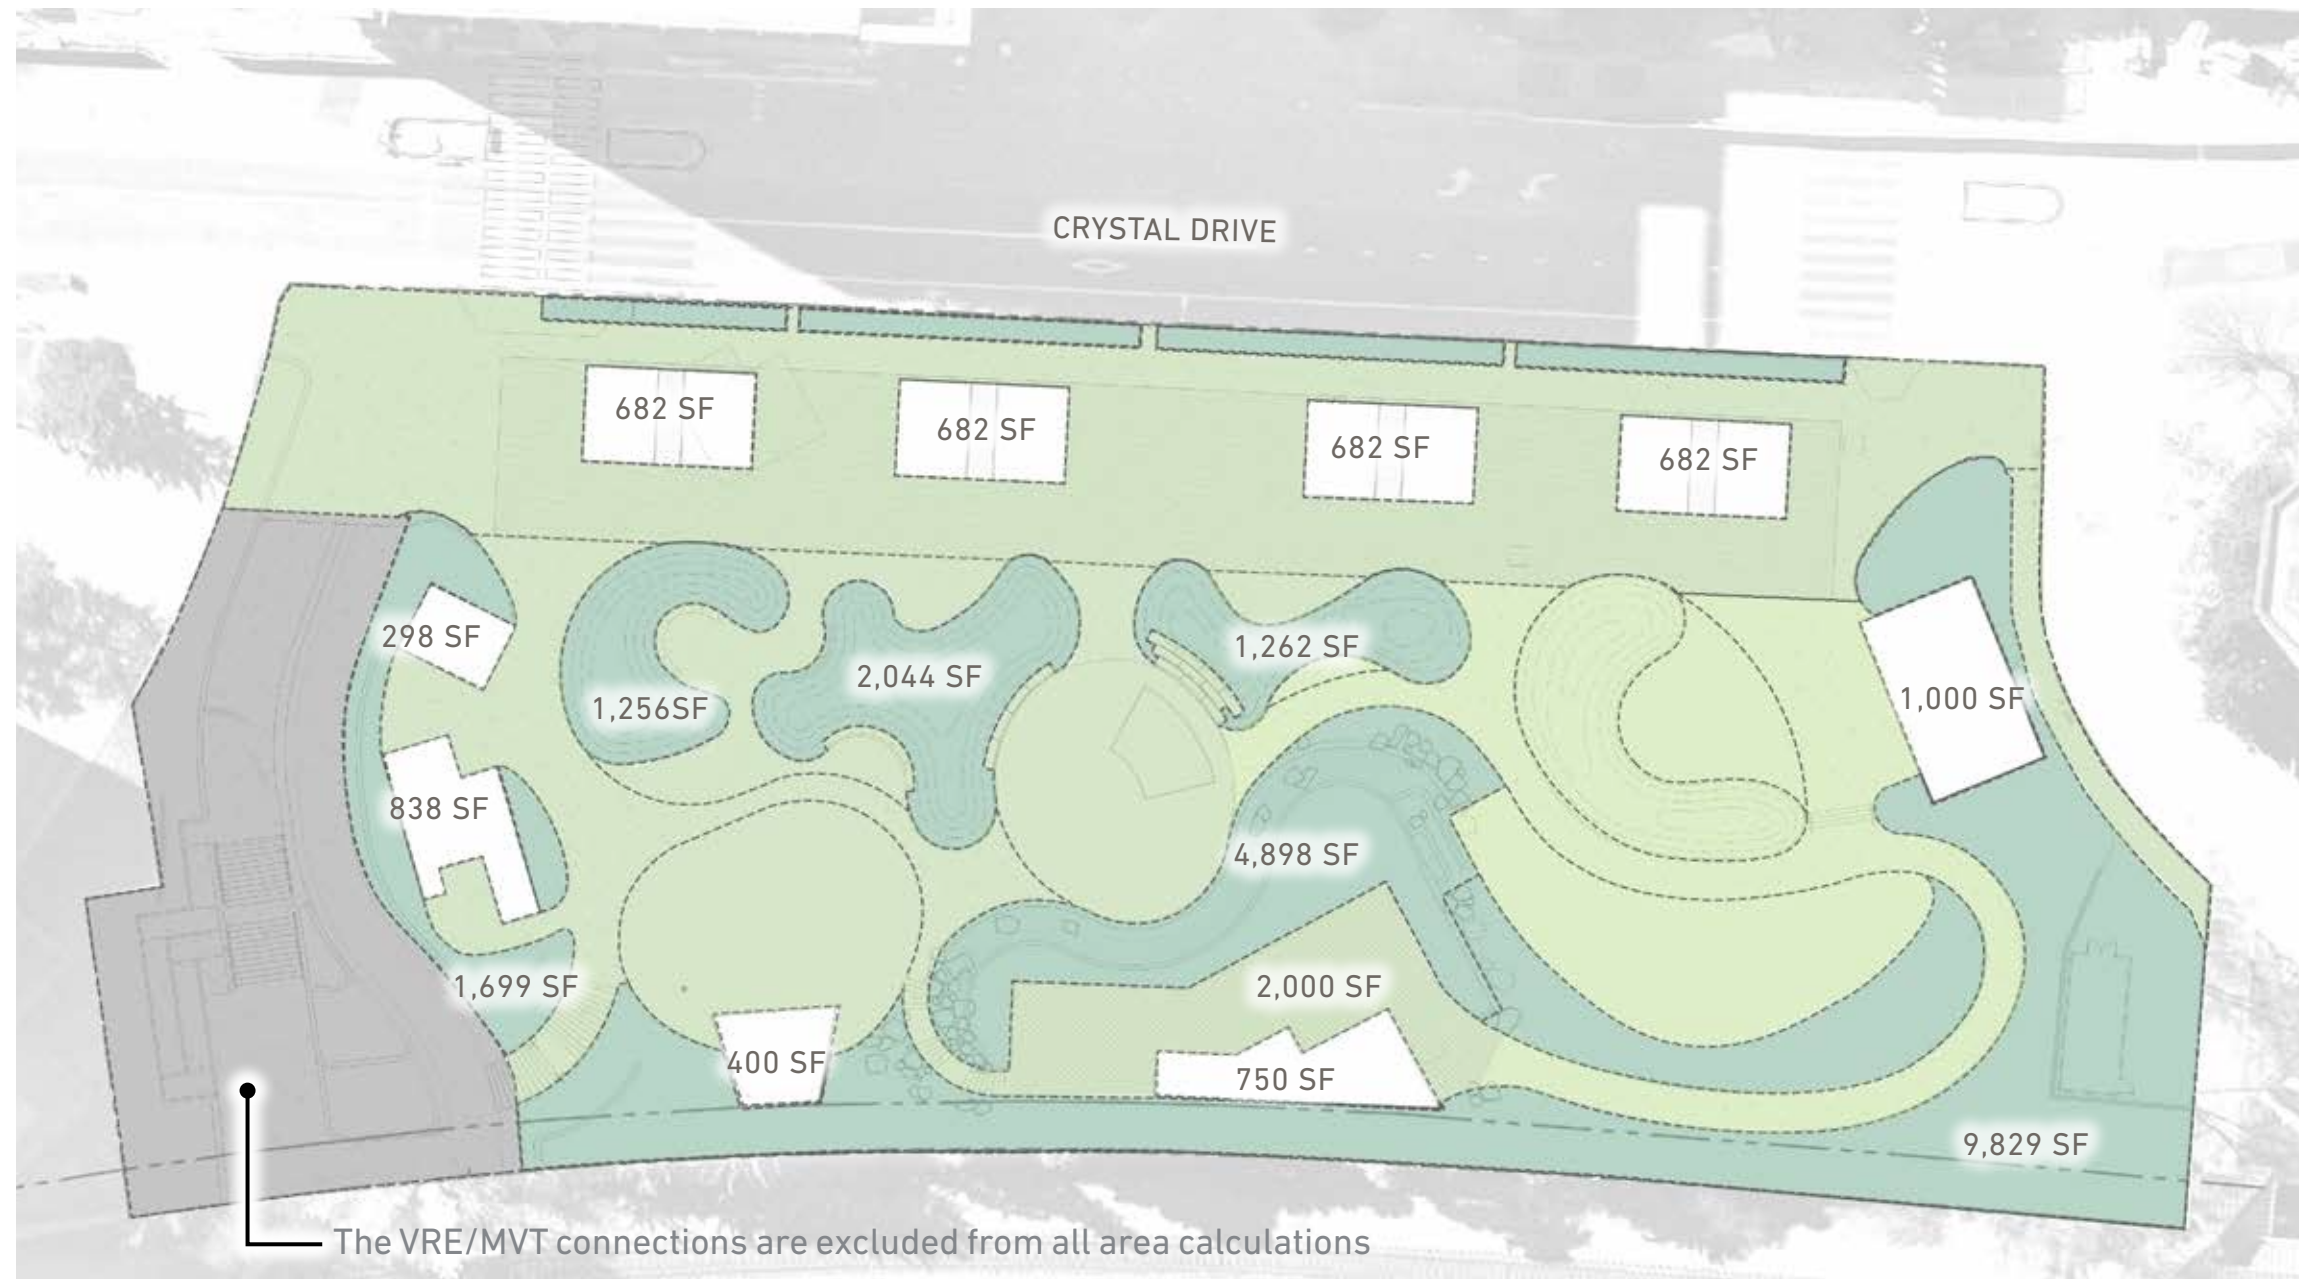 CRYSTAL DRIVE
682 SF
682 SF
682 SF
682 SF
298 SF
1,262 SF
2,044 SF
1,256SF
1,000 SF
838 SF
4,898 SF
1,699 SF
2,000 SF
400 SF
750 SF
9,829 SF
The VRE/MVT connections are excluded from all area calculations